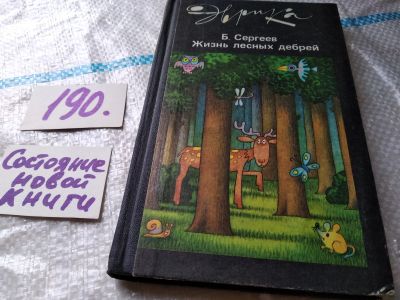 Эврика
Б. Сергеев
Жизнь лесных дебрей
190.
Состояние
новой
книги